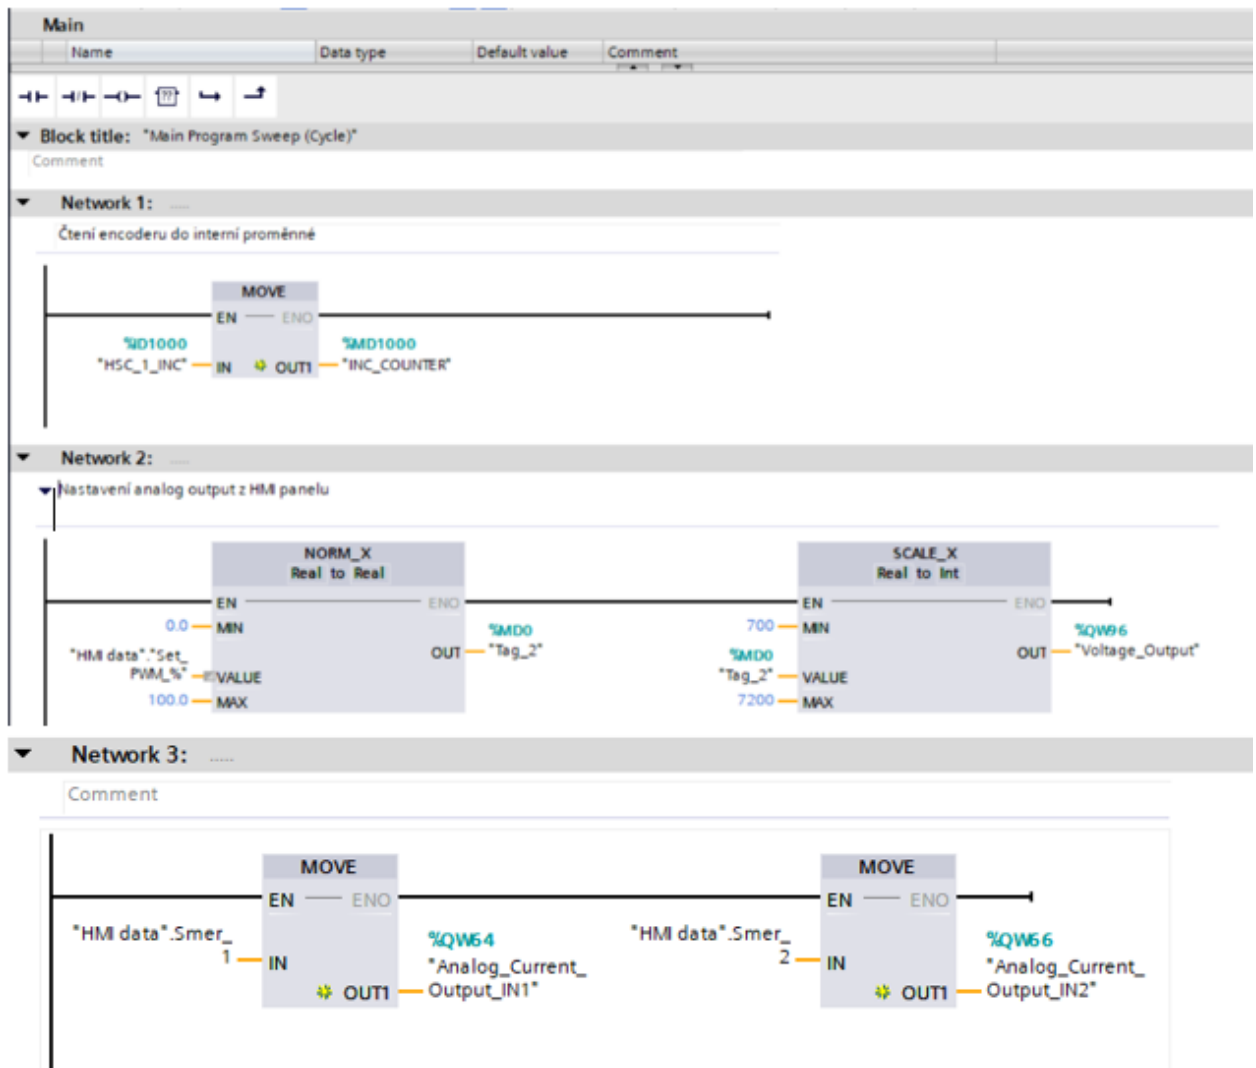 Main
Name Data type Default value Comment
Block title: "Main Program Sweep (Cycle)"
Comment
Network 1: ....
Čtení encoderu do interní proměnné
MOVE
EN ENO
%ID1000 %MD1000
"HSC_1_INC" IN OUT1 "INC_COUNTER"
Network 2: ....
Nastavení analog output z HMI panelu
NORM_X SCALE_X
Real to Real Real to Int
EN ENO EN ENO
0.0 MIN %MD0 700 MIN %QW96
"HMI data"."Set_ OUT "Tag_2" %MD0 OUT "Voltage_Output"
PWM_%" VALUE "Tag_2" VALUE
100.0 MAX 7200 MAX
Network 3: .....
Comment
MOVE MOVE
EN ENO EN ENO
"HMI data".Smer_ %QW64 "HMI data".Smer_ %QW66
1 IN "Analog_Current_ 2 IN "Analog_Current_
OUT1 Output_IN1" OUT1 Output_IN2"